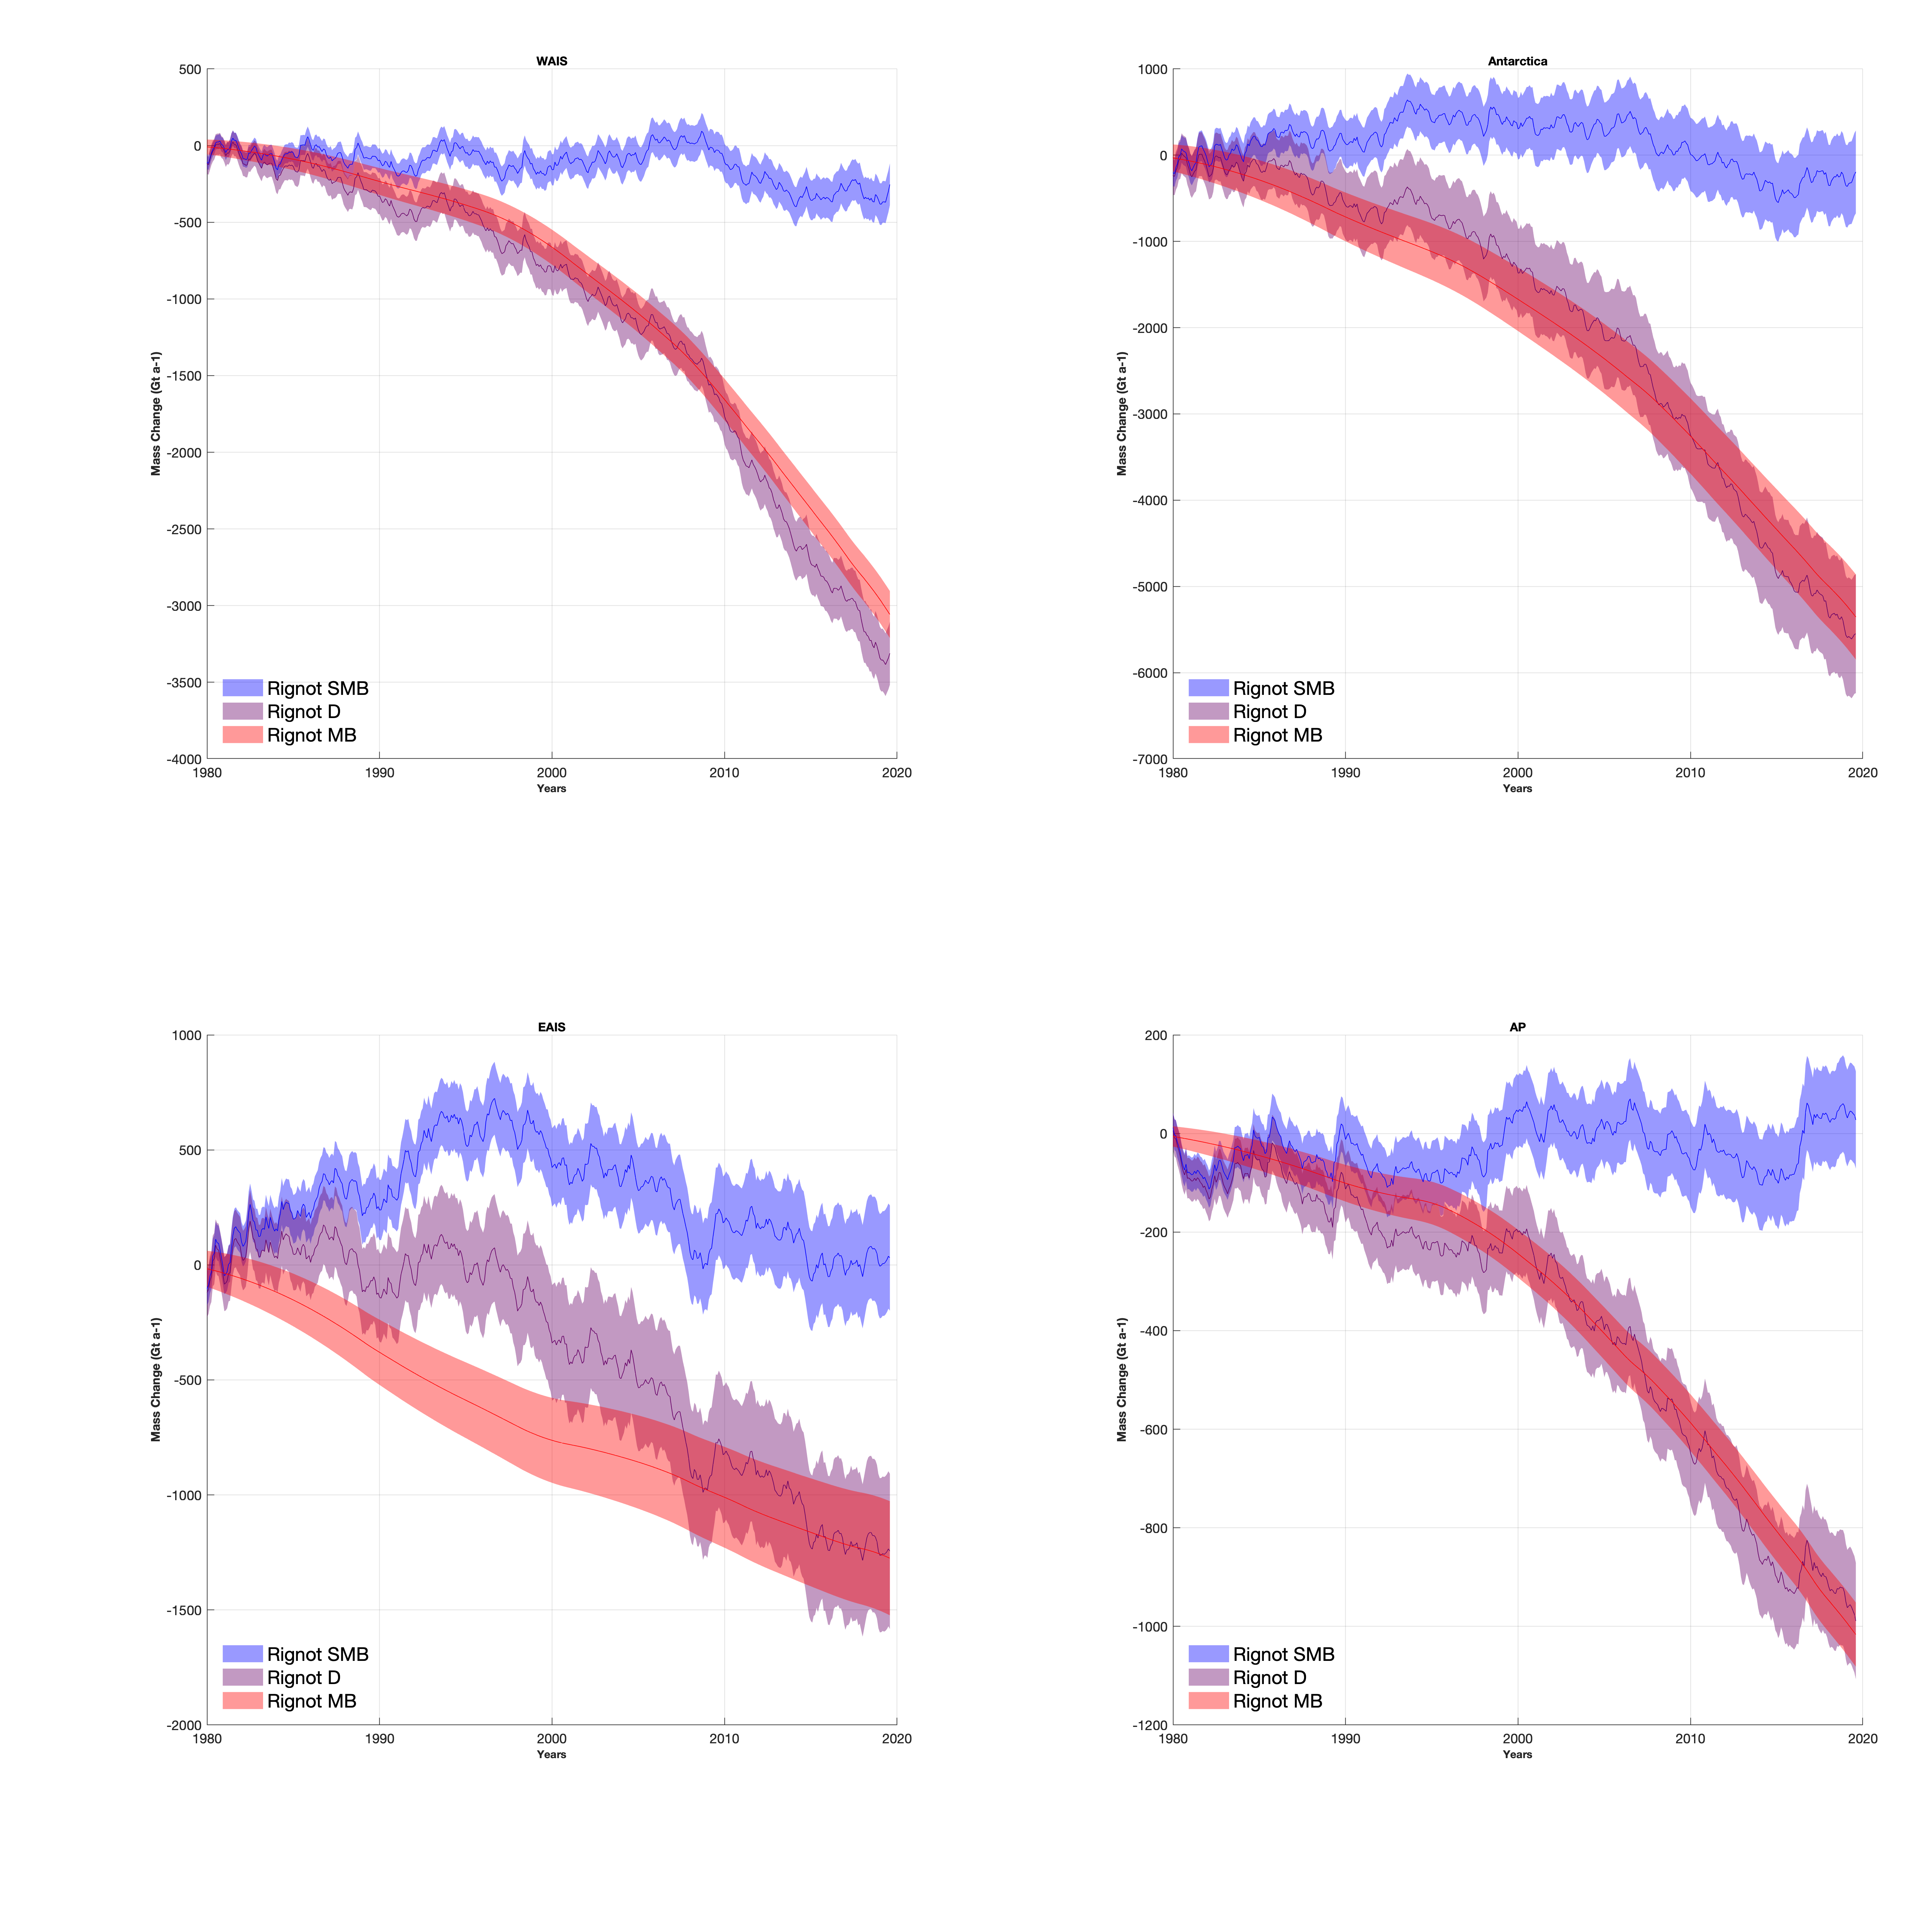 WAIS
500
0
-500
-1000
-1500
-2000
-2500
-3000
-3500
-4000
Mass Change (Gt a-1)
Rignot SMB
Rignot D
Rignot MB
1980 1990 2000 2010 2020
Years
Antarctica
1000
0
-1000
-2000
-3000
-4000
-5000
-6000
-7000
Mass Change (Gt a-1)
Rignot SMB
Rignot D
Rignot MB
1980 1990 2000 2010 2020
Years
EAIS
1000
500
0
-500
-1000
-1500
-2000
Mass Change (Gt a-1)
Rignot SMB
Rignot D
Rignot MB
1980 1990 2000 2010 2020
Years
AP
200
0
-200
-400
-600
-800
-1000
-1200
Mass Change (Gt a-1)
Rignot SMB
Rignot D
Rignot MB
1980 1990 2000 2010 2020
Years